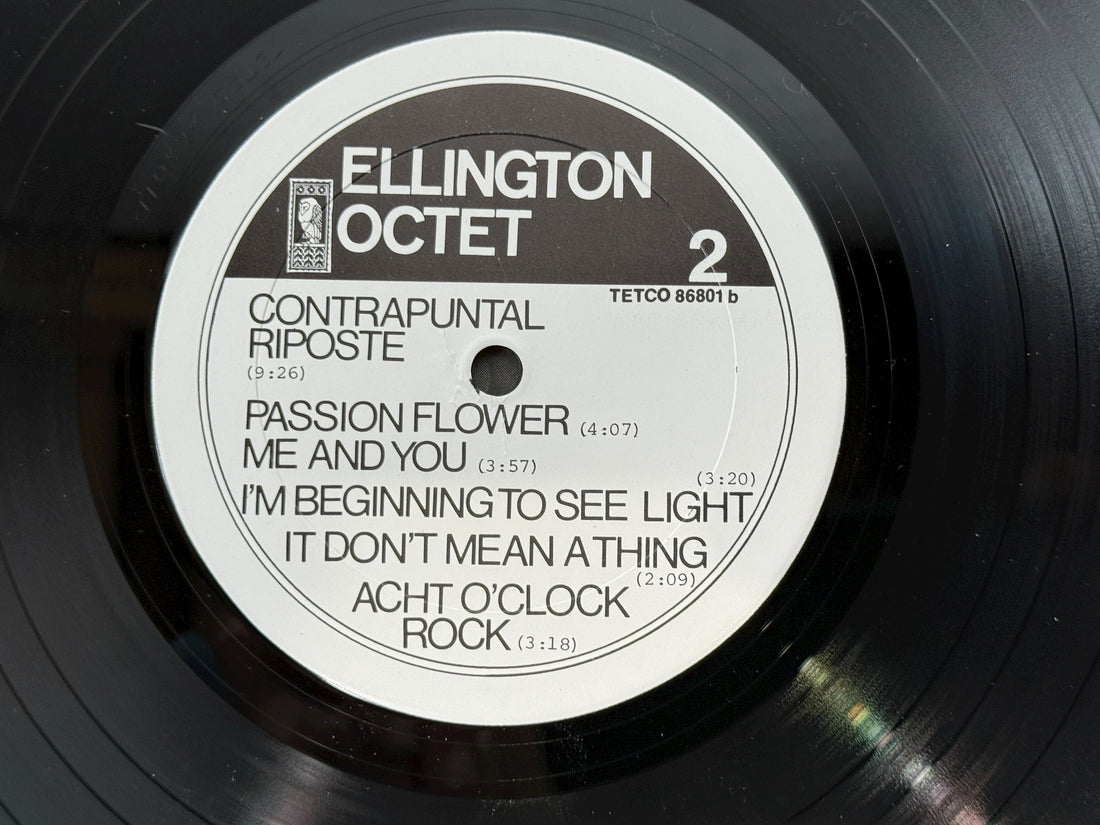 ELLINGTON
OCTET
2
TETCO 86801 b
CONTRAPUNTAL
RIPOSTE
(9:26)
PASSION FLOWER (4:07)
ME AND YOU (3:57)
(3:20)
I'M BEGINNING TO SEE LIGHT
IT DON'T MEAN A THING
(2:09)
ACHT O'CLOCK
ROCK (3:18)